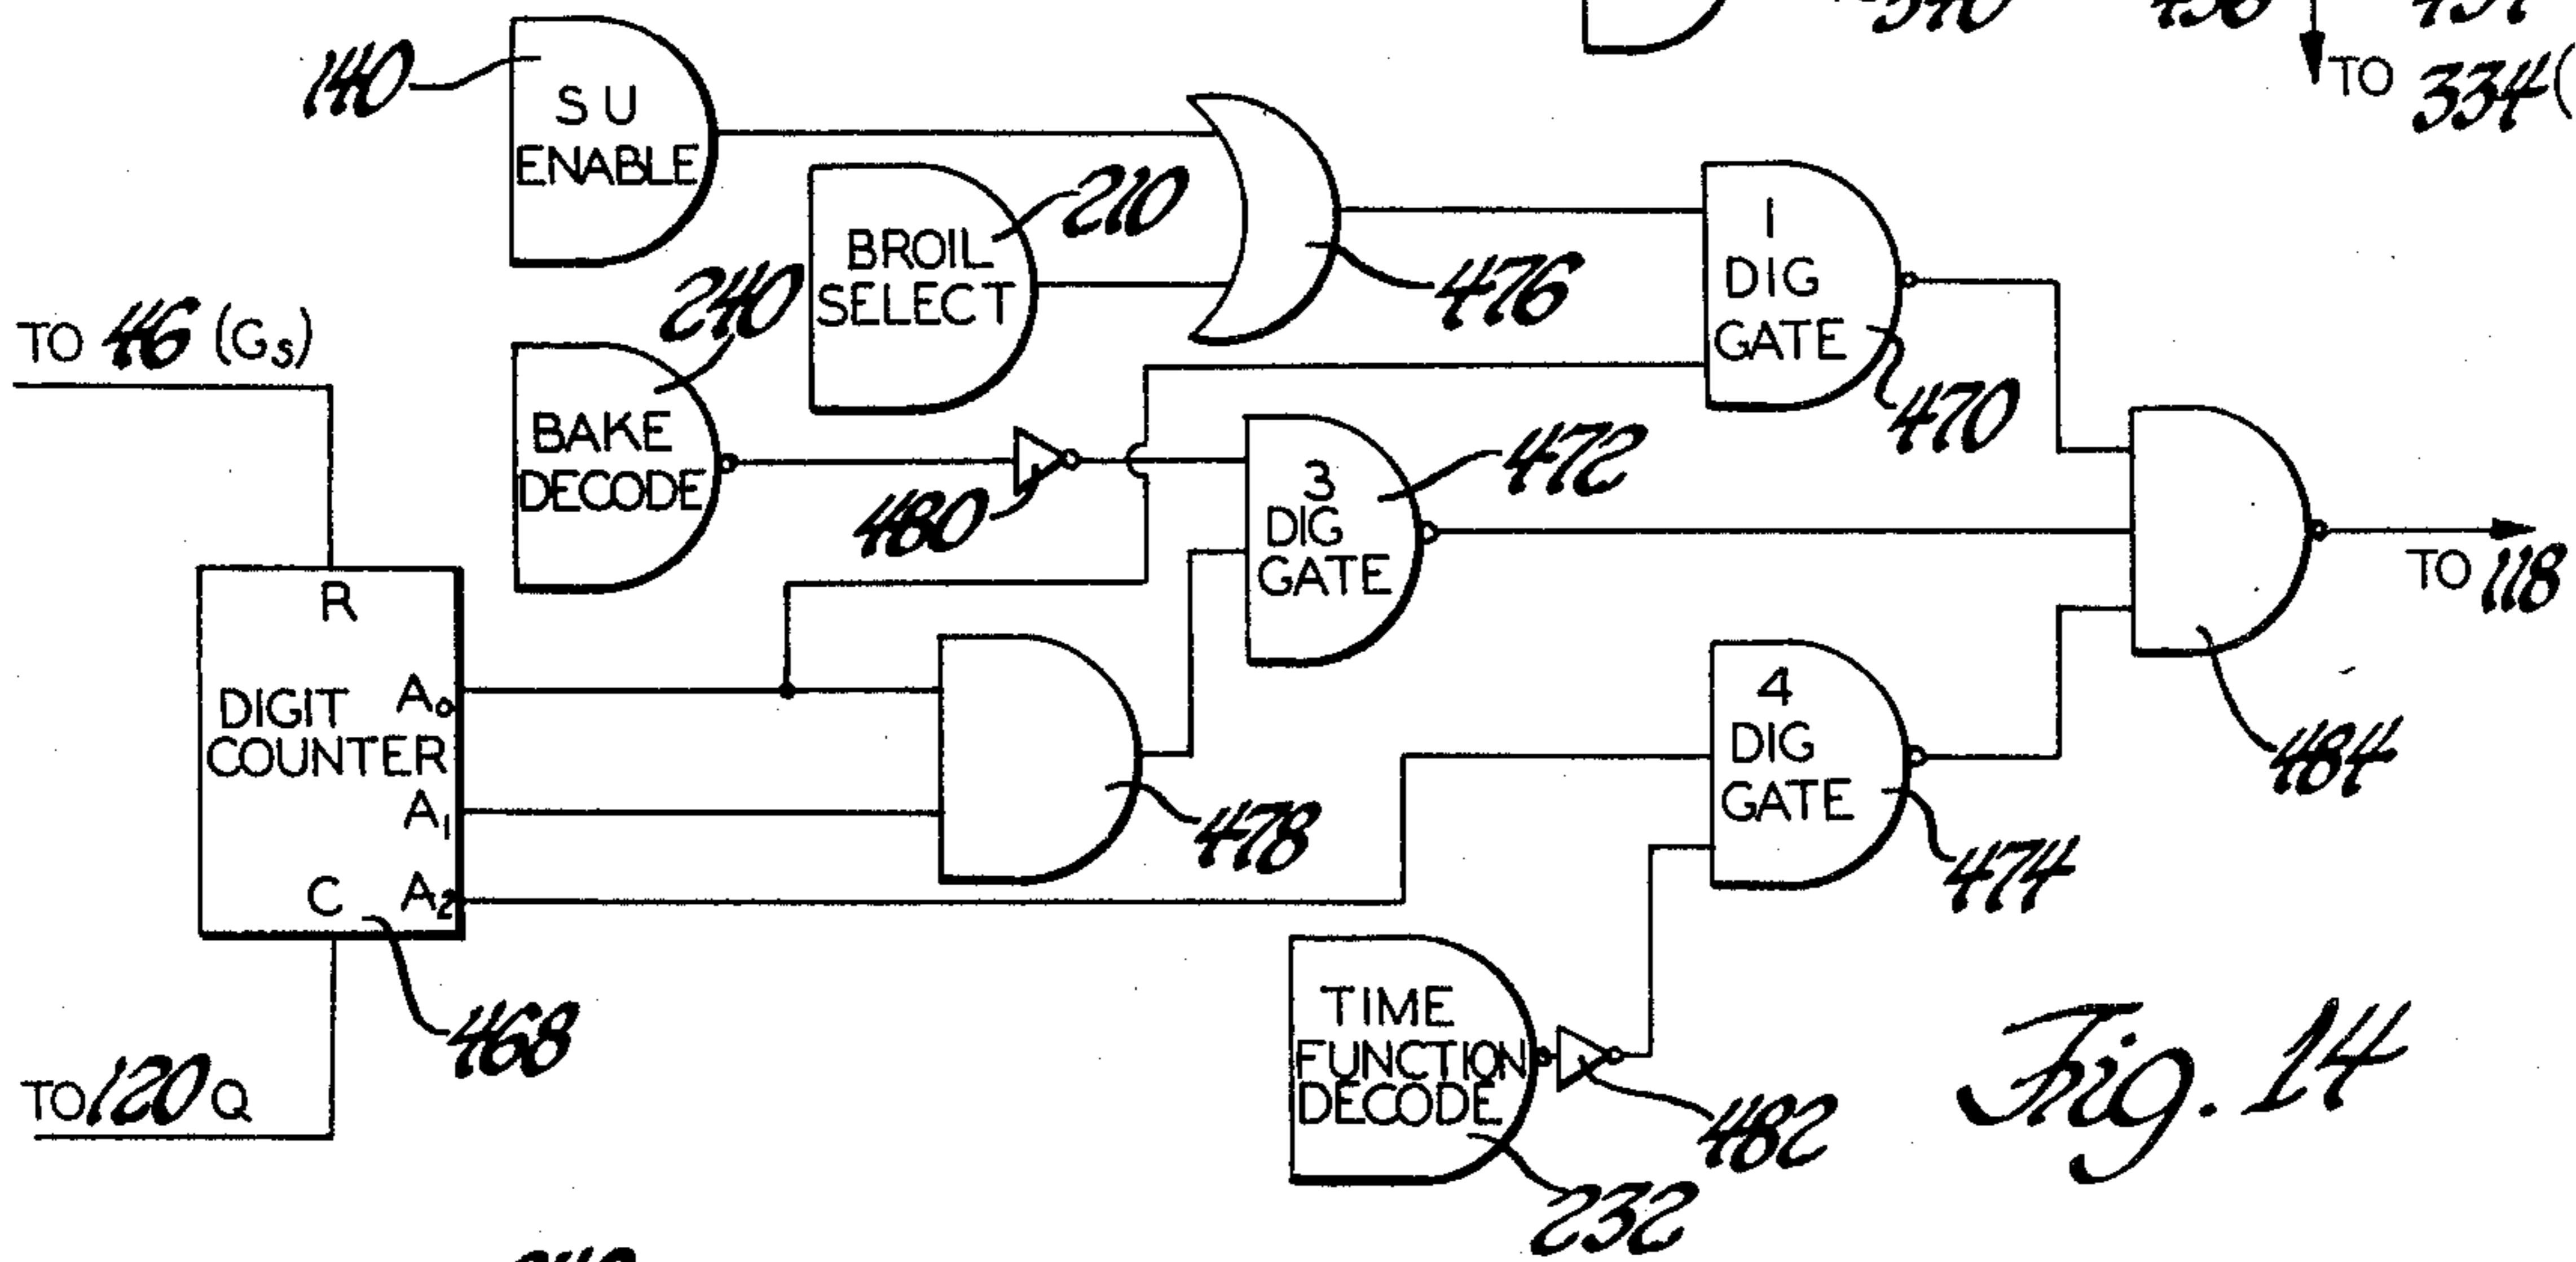 340
436
TO 334(
140
S U
ENABLE
BROIL
SELECT
210
476
1
DIG
GATE
470
TO 46 (GS)
240
BAKE
DECODE
480
3
DIG
GATE
472
TO 118
R
DIGIT
COUNTER
A0
A1
C A2
478
4
DIG
GATE
474
484
468
TO 120 Q
TIME
FUNCTION
DECODE
482
232
Fig. 14